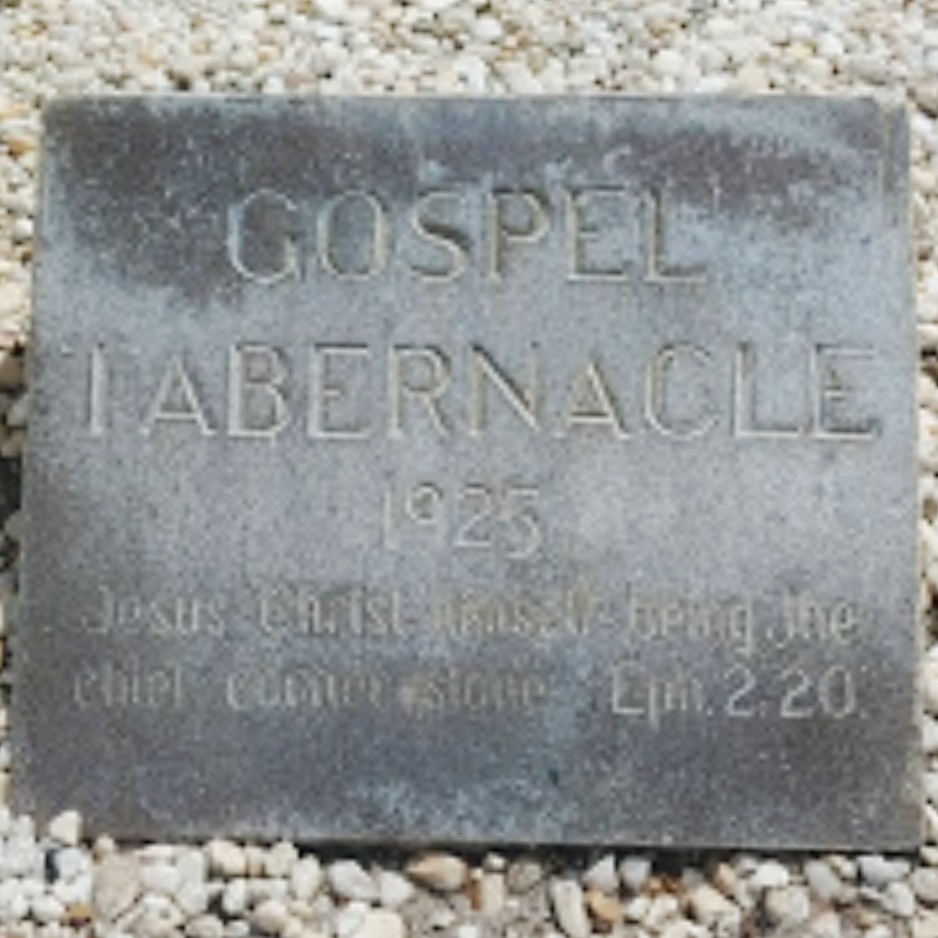 GOSPEL
TABERNACLE
1925
Jesus Christ himself being the
chief corner stone Eph. 2.20.